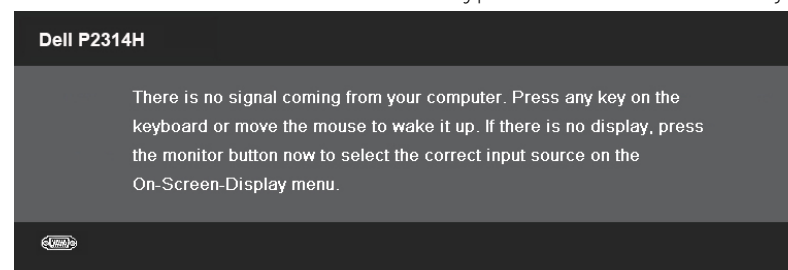 Dell P2314H
There is no signal coming from your computer. Press any key on the
keyboard or move the mouse to wake it up. If there is no display, press
the monitor button now to select the correct input source on the
On-Screen-Display menu.